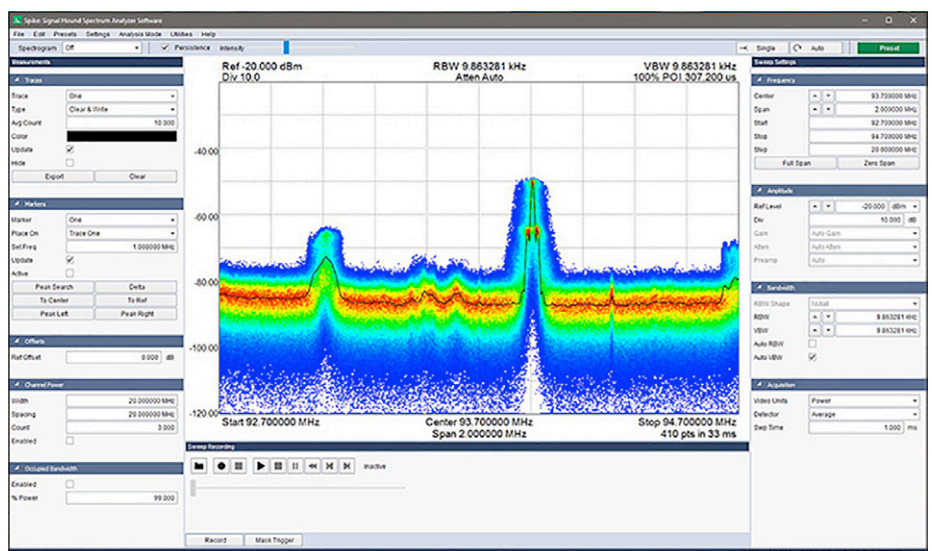 Spike: Signal Hound Spectrum Analyzer Software
File Edit Presets Settings Analysis Mode Utilities Help
Spectrogram Off Persistence Intensity Single Auto Preset
Measurements
Traces
Trace One
Type Clear & Write
Avg Count 10.000
Color
Update
Hide
Export Clear
Markers
Marker One
Place On Trace One
Set Freq 1.000000 MHz
Update
Active
Peak Search Delta
To Center To Ref
Peak Left Peak Right
Offsets
Ref Offset 0.000 dB
Channel Power
Width 20.000000 MHz
Spacing 20.000000 MHz
Count 3.000
Enabled
Occupied Bandwidth
Enabled
% Power 99.000
Ref -20.000 dBm RBW 9.863281 kHz VBW 9.863281 kHz
Div 10.0 Atten Auto 100% POI 307.200 us
-40.00
-60.00
-80.00
-100.00
-120.00
Start 92.700000 MHz Center 93.700000 MHz Stop 94.700000 MHz
Span 2.000000 MHz 410 pts in 33 ms
Sweep Recording
Inactive
Record Mask Trigger
Sweep Settings
Frequency
Center 93.700000 MHz
Span 2.000000 MHz
Start 92.700000 MHz
Stop 94.700000 MHz
Step 20.000000 MHz
Full Span Zero Span
Amplitude
Ref Level -20.000 dBm
Div 10.000 dB
Gain Auto Gain
Atten Auto Atten
Preamp Auto
Bandwidth
RBW Shape Nuttall
RBW 9.863281 kHz
VBW 9.863281 kHz
Auto RBW
Auto VBW
Acquisition
Video Units Power
Detector Average
Swp Time 1.000 ms